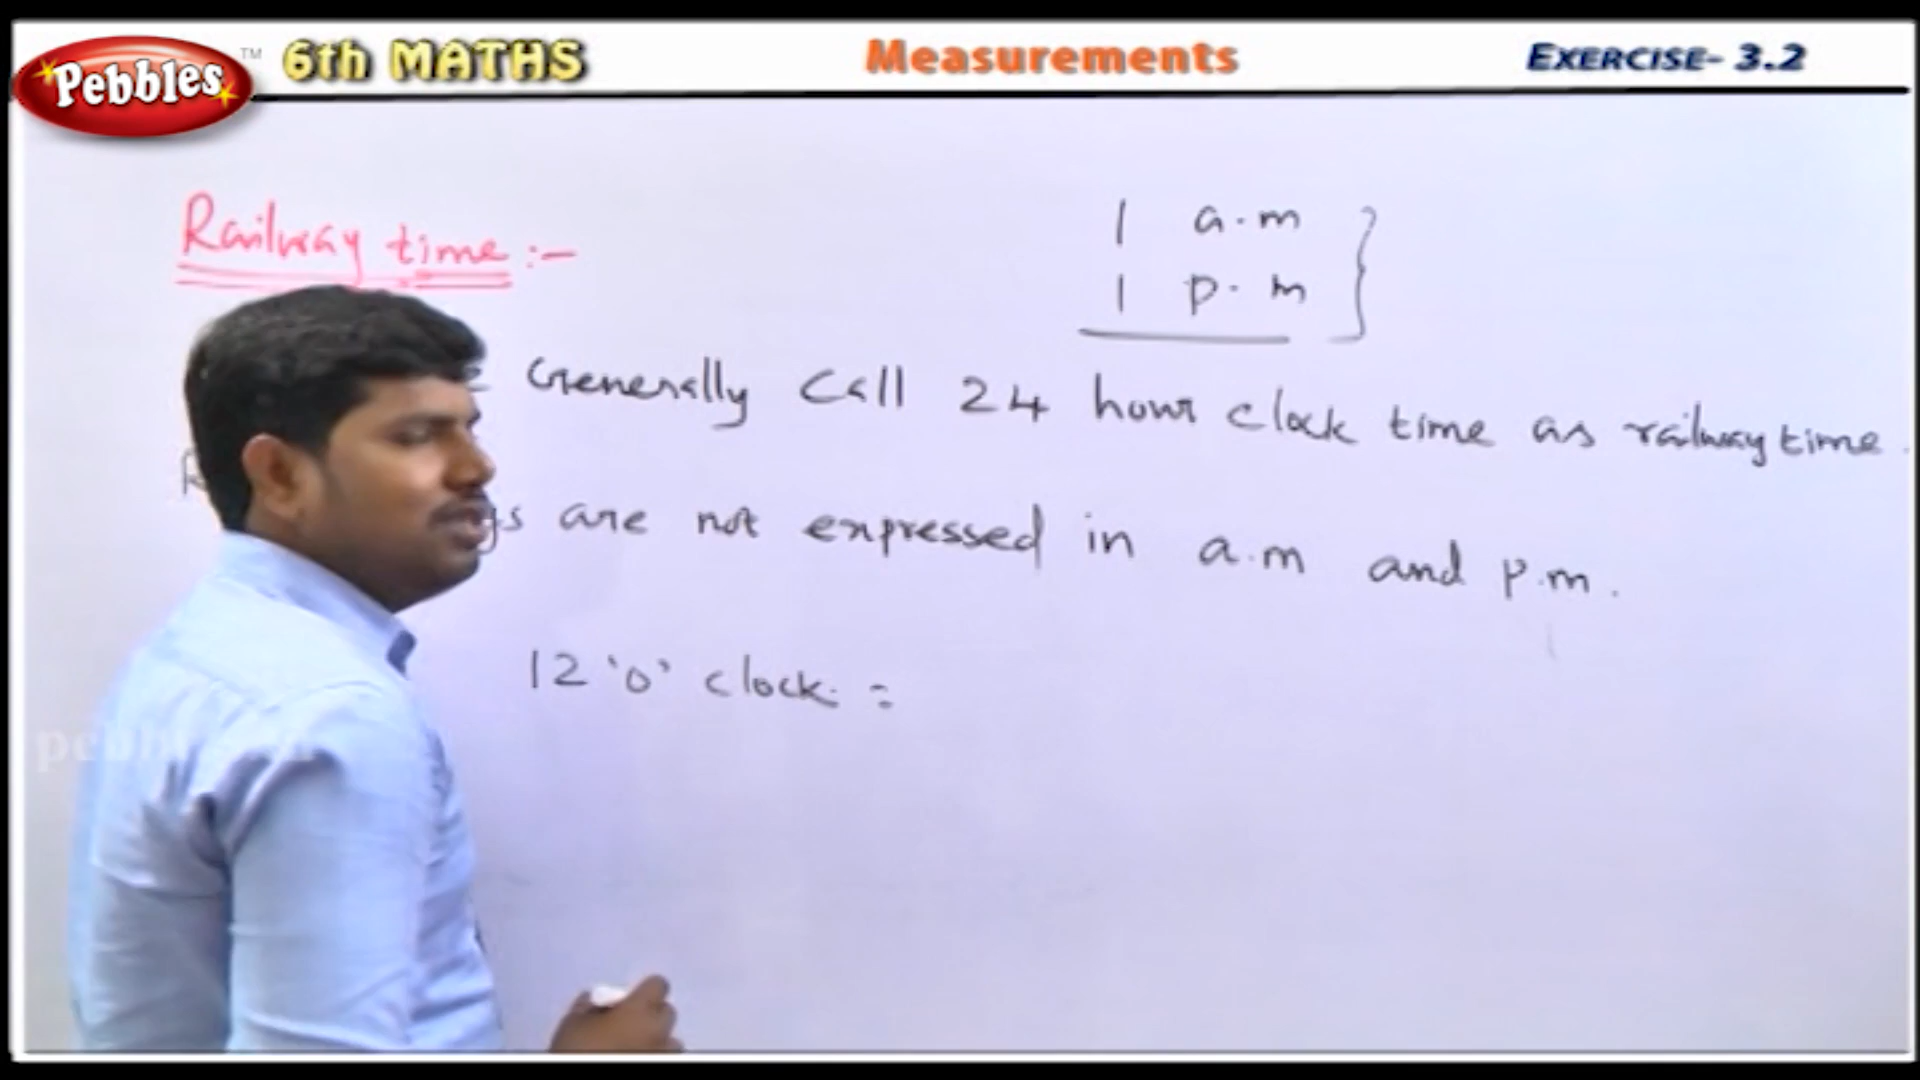 Pebbles™ 6th MATHS Measurements EXERCISE- 3.2
Railway time :-
1 a.m
1 p.m
Generally call 24 hour clock time as railway time.
are not expressed in a.m and p.m.
12 'o' clock =